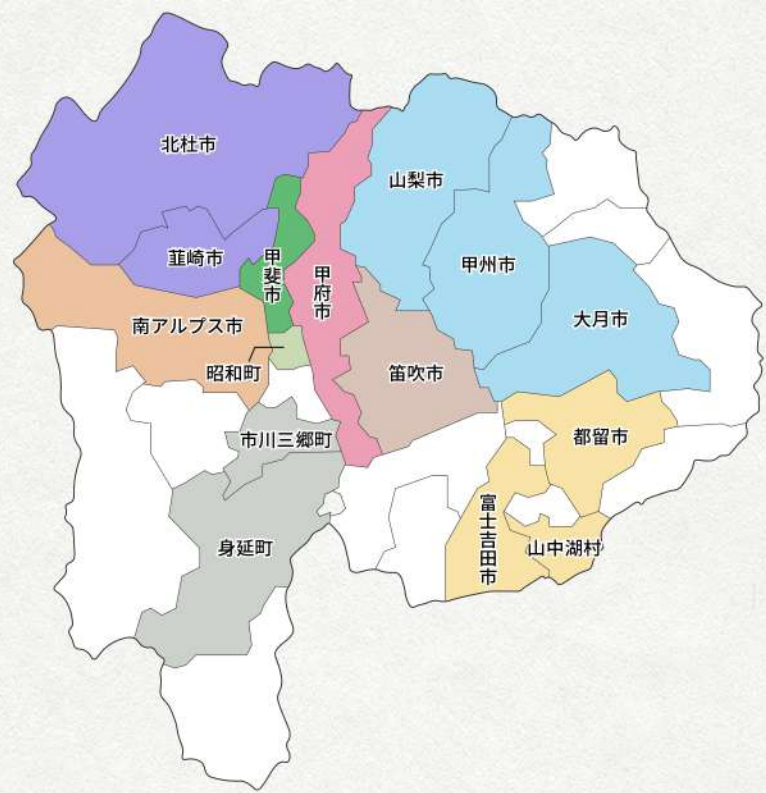 北杜市
山梨市
韮崎市
甲斐市
甲府市
甲州市
南アルプス市
大月市
昭和町
笛吹市
市川三郷町
都留市
身延町
富士吉田市
山中湖村